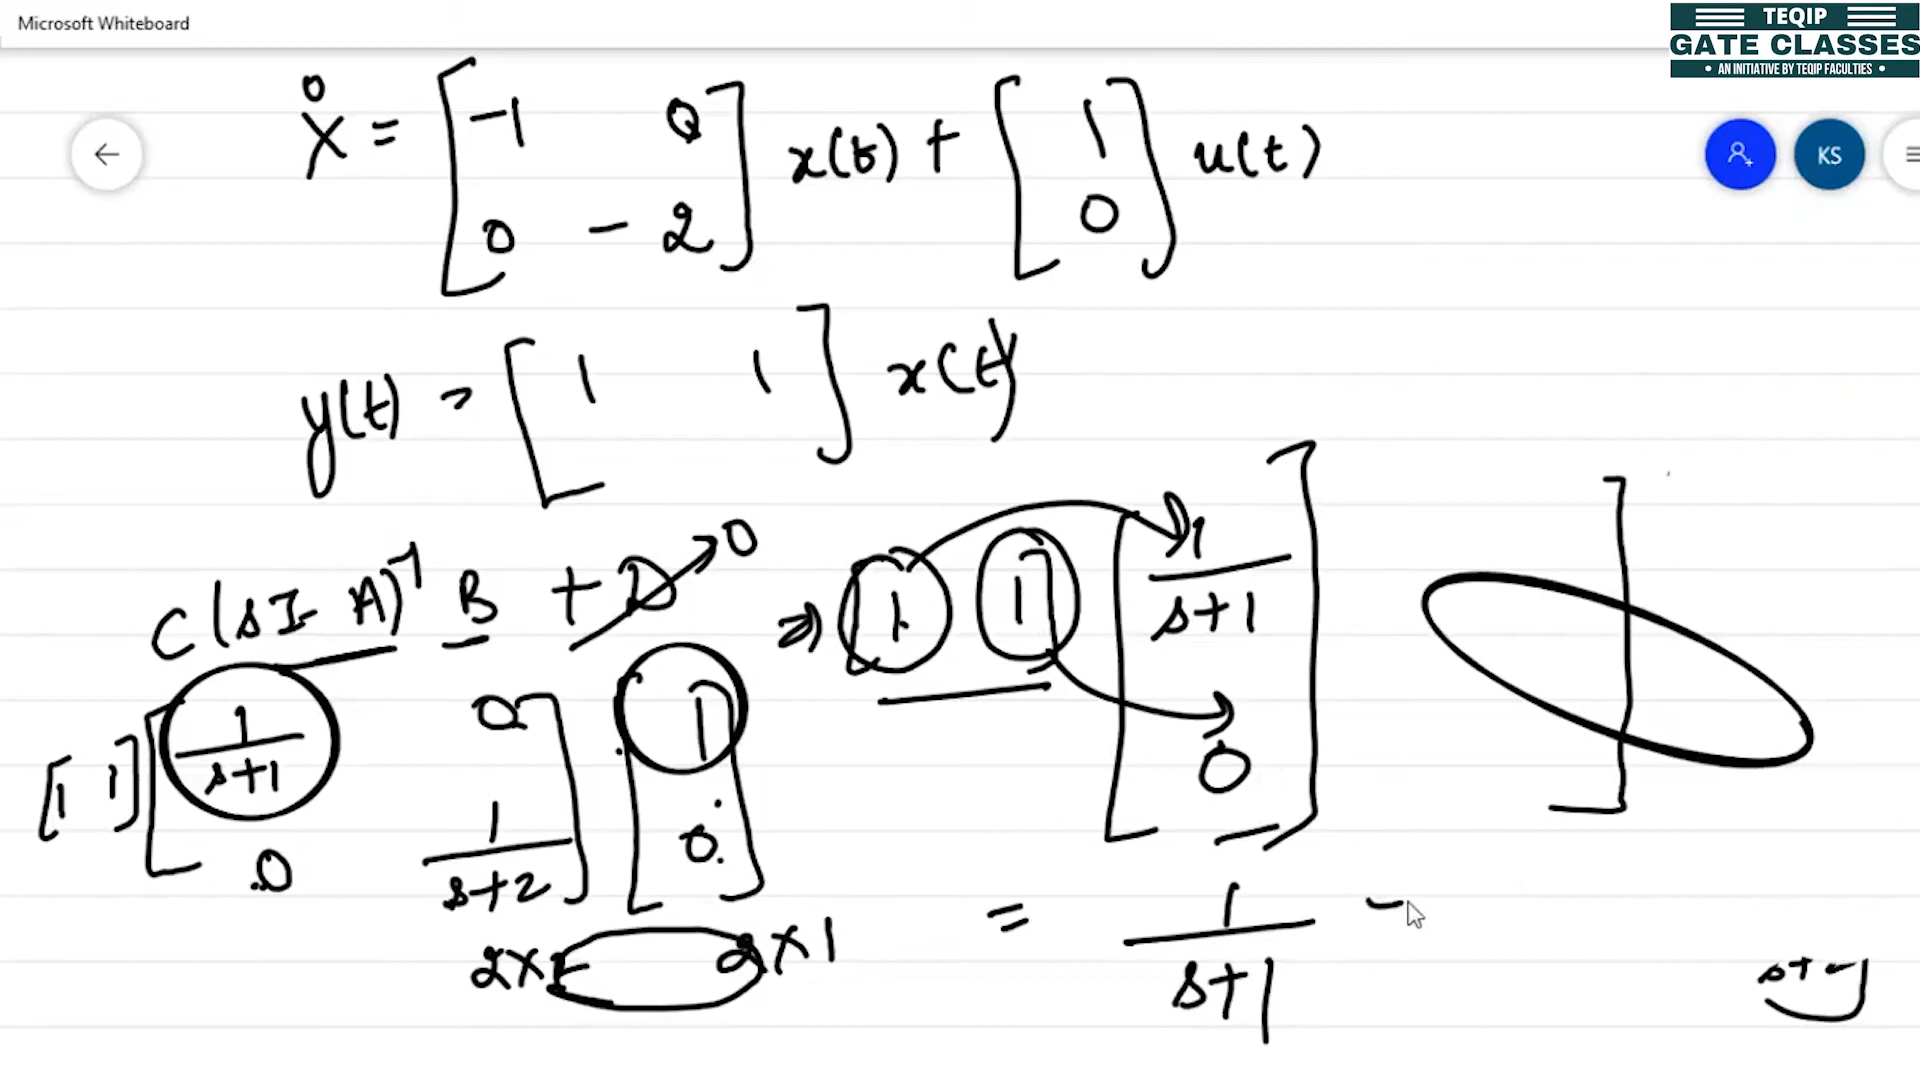 Microsoft Whiteboard
TEQIP
GATE CLASSES
• AN INITIATIVE BY TEQIP FACULTIES •
KS
Ẋ = [ -1 0 ; 0 -2 ] x(t) + [ 1 ; 0 ] u(t)
y(t) = [ 1 1 ] x(t)
C(sI - A)⁻¹ B + D → 0
[1 1] [ 1/s+1 0 ; 0 1/s+2 ] [ 1 ; 0 ]
2×2 2×1
⇒ [ 1 1 ] [ 1/s+1 ; 0 ]
= 1/s+1 -